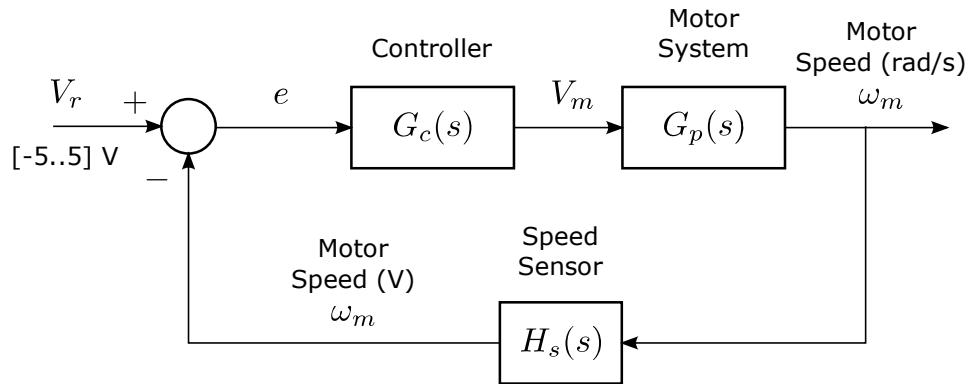 Controller
Motor
System
Motor
Speed (rad/s)
ω_m
V_r
+
e
G_c(s)
V_m
G_p(s)
[-5..5] V
−
Motor
Speed (V)
ω_m
Speed
Sensor
H_s(s)